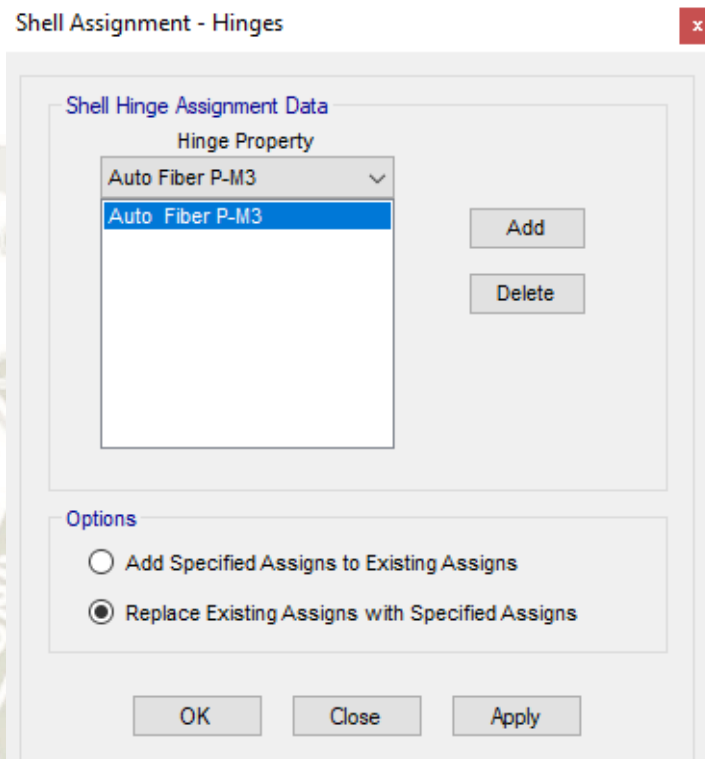 Shell Assignment - Hinges
x
Shell Hinge Assignment Data
Hinge Property
Auto Fiber P-M3
Auto Fiber P-M3
Add
Delete
Options
Add Specified Assigns to Existing Assigns
Replace Existing Assigns with Specified Assigns
OK Close Apply